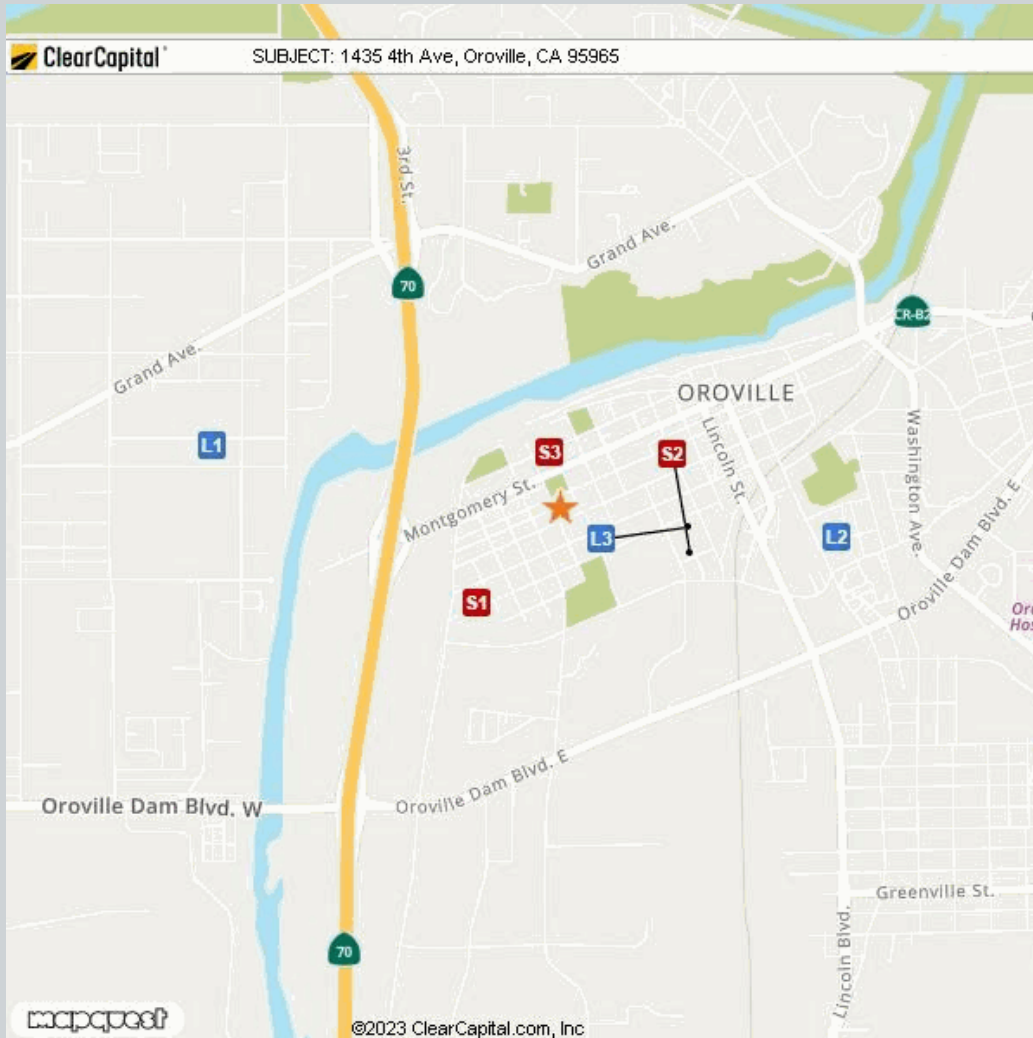 ClearCapital
SUBJECT: 1435 4th Ave, Oroville, CA 95965
3rd St.
Grand Ave.
70
CR-B2
Grand Ave.
OROVILLE
L1
S3
S2
Lincoln St.
Washington Ave.
Montgomery St.
L3
L2
Oroville Dam Blvd. E
S1
Oroville Dam Blvd. E
Oroville Dam Blvd. W
Greenville St.
Lincoln Blvd.
70
mapquest
©2023 ClearCapital.com, Inc